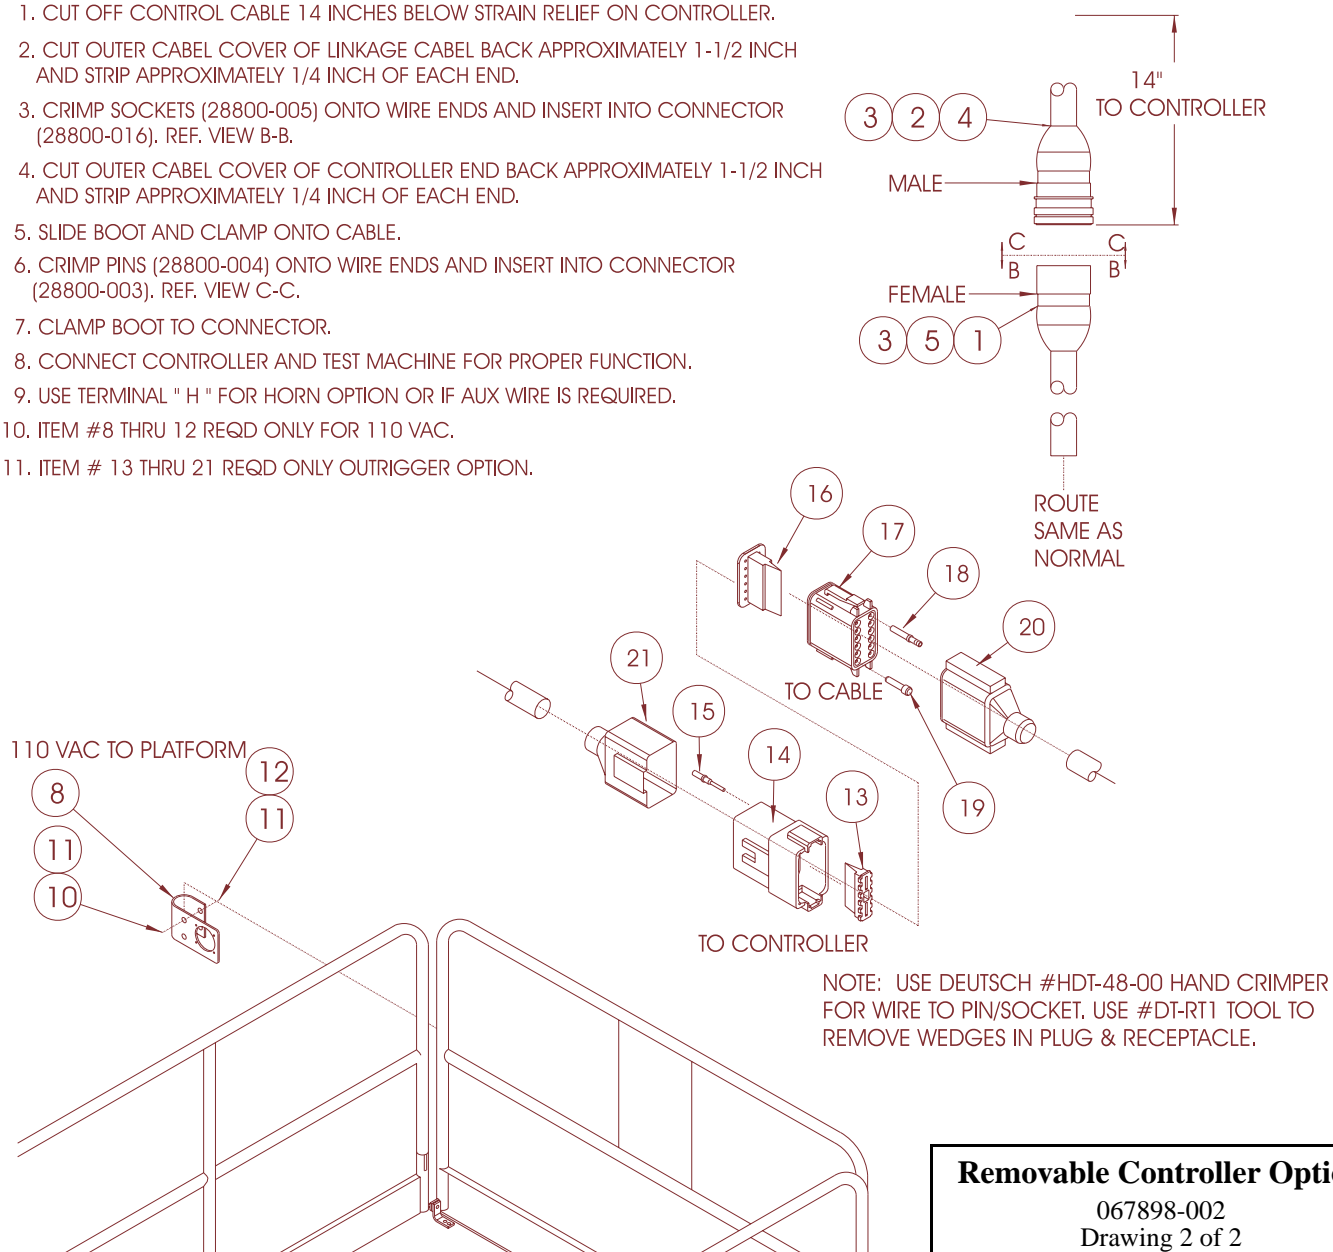 1. CUT OFF CONTROL CABLE 14 INCHES BELOW STRAIN RELIEF ON CONTROLLER.
2. CUT OUTER CABEL COVER OF LINKAGE CABEL BACK APPROXIMATELY 1-1/2 INCH
AND STRIP APPROXIMATELY 1/4 INCH OF EACH END.
3. CRIMP SOCKETS (28800-005) ONTO WIRE ENDS AND INSERT INTO CONNECTOR
(28800-016). REF. VIEW B-B.
4. CUT OUTER CABEL COVER OF CONTROLLER END BACK APPROXIMATELY 1-1/2 INCH
AND STRIP APPROXIMATELY 1/4 INCH OF EACH END.
5. SLIDE BOOT AND CLAMP ONTO CABLE.
6. CRIMP PINS (28800-004) ONTO WIRE ENDS AND INSERT INTO CONNECTOR
(28800-003). REF. VIEW C-C.
7. CLAMP BOOT TO CONNECTOR.
8. CONNECT CONTROLLER AND TEST MACHINE FOR PROPER FUNCTION.
9. USE TERMINAL " H " FOR HORN OPTION OR IF AUX WIRE IS REQUIRED.
10. ITEM #8 THRU 12 REQD ONLY FOR 110 VAC.
11. ITEM # 13 THRU 21 REQD ONLY OUTRIGGER OPTION.
14"
TO CONTROLLER
3 2 4
MALE
C C
B B
FEMALE
3 5 1
ROUTE
SAME AS
NORMAL
16
17
18
20
21
TO CABLE
15
14
13
19
TO CONTROLLER
110 VAC TO PLATFORM
12
8
11
11
10
NOTE: USE DEUTSCH #HDT-48-00 HAND CRIMPER
FOR WIRE TO PIN/SOCKET. USE #DT-RT1 TOOL TO
REMOVE WEDGES IN PLUG & RECEPTACLE.
Removable Controller
067898-002
Drawing 2 of 2